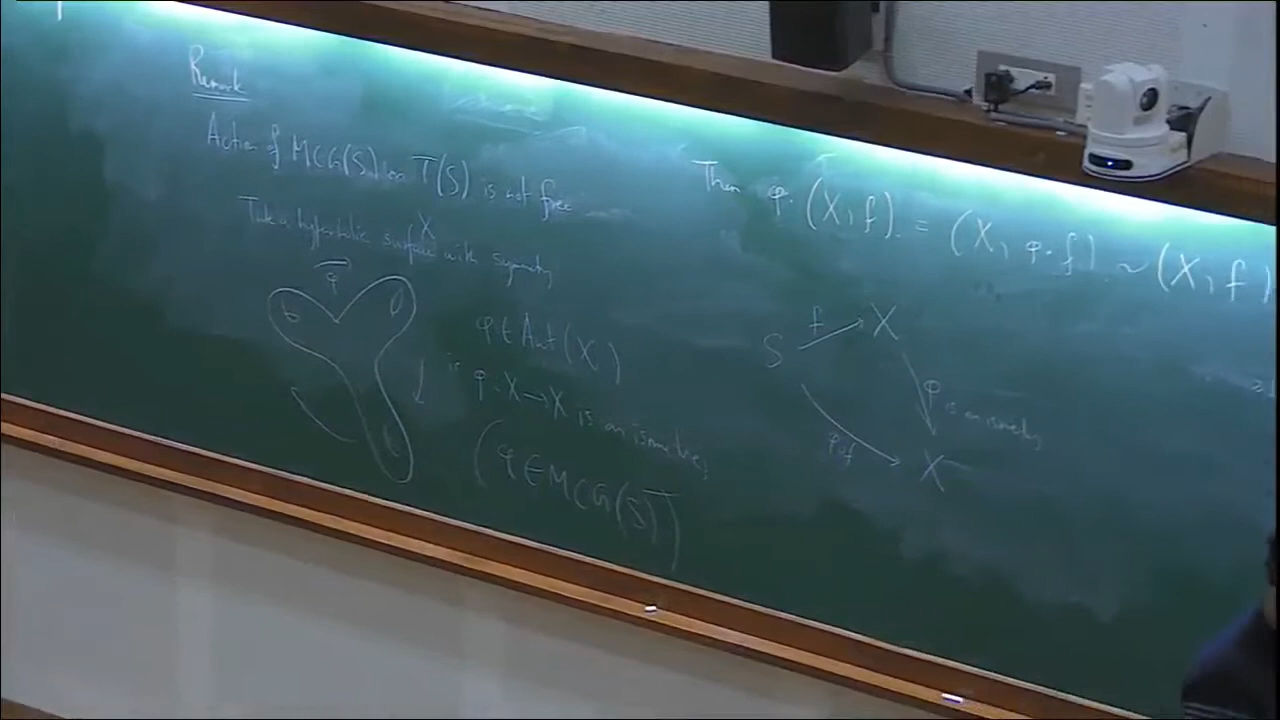 Remark
Action of MCG(S) on T(S) is not free
Take a hyperbolic surface X with symmetry
φ
φ ∈ Aut(X)
is φ: X → X is an isometry
(φ ∈ MCG(S))
Then φ·(X, f) = (X, φ·f) ~ (X, f)
S f X
φ is an isometry
φ∘f X